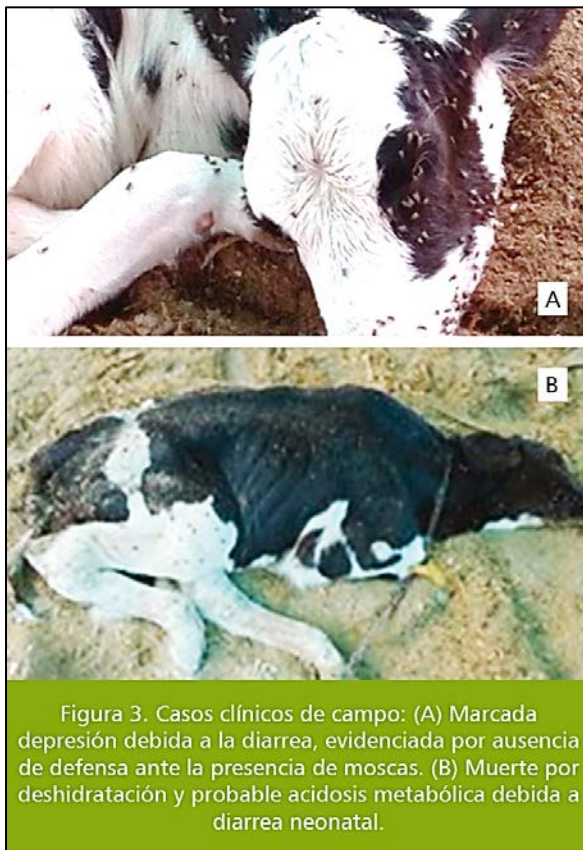 A
B
Figura 3. Casos clínicos de campo: (A) Marcada
depresión debida a la diarrea, evidenciada por ausencia
de defensa ante la presencia de moscas. (B) Muerte por
deshidratación y probable acidosis metabólica debida a
diarrea neonatal.